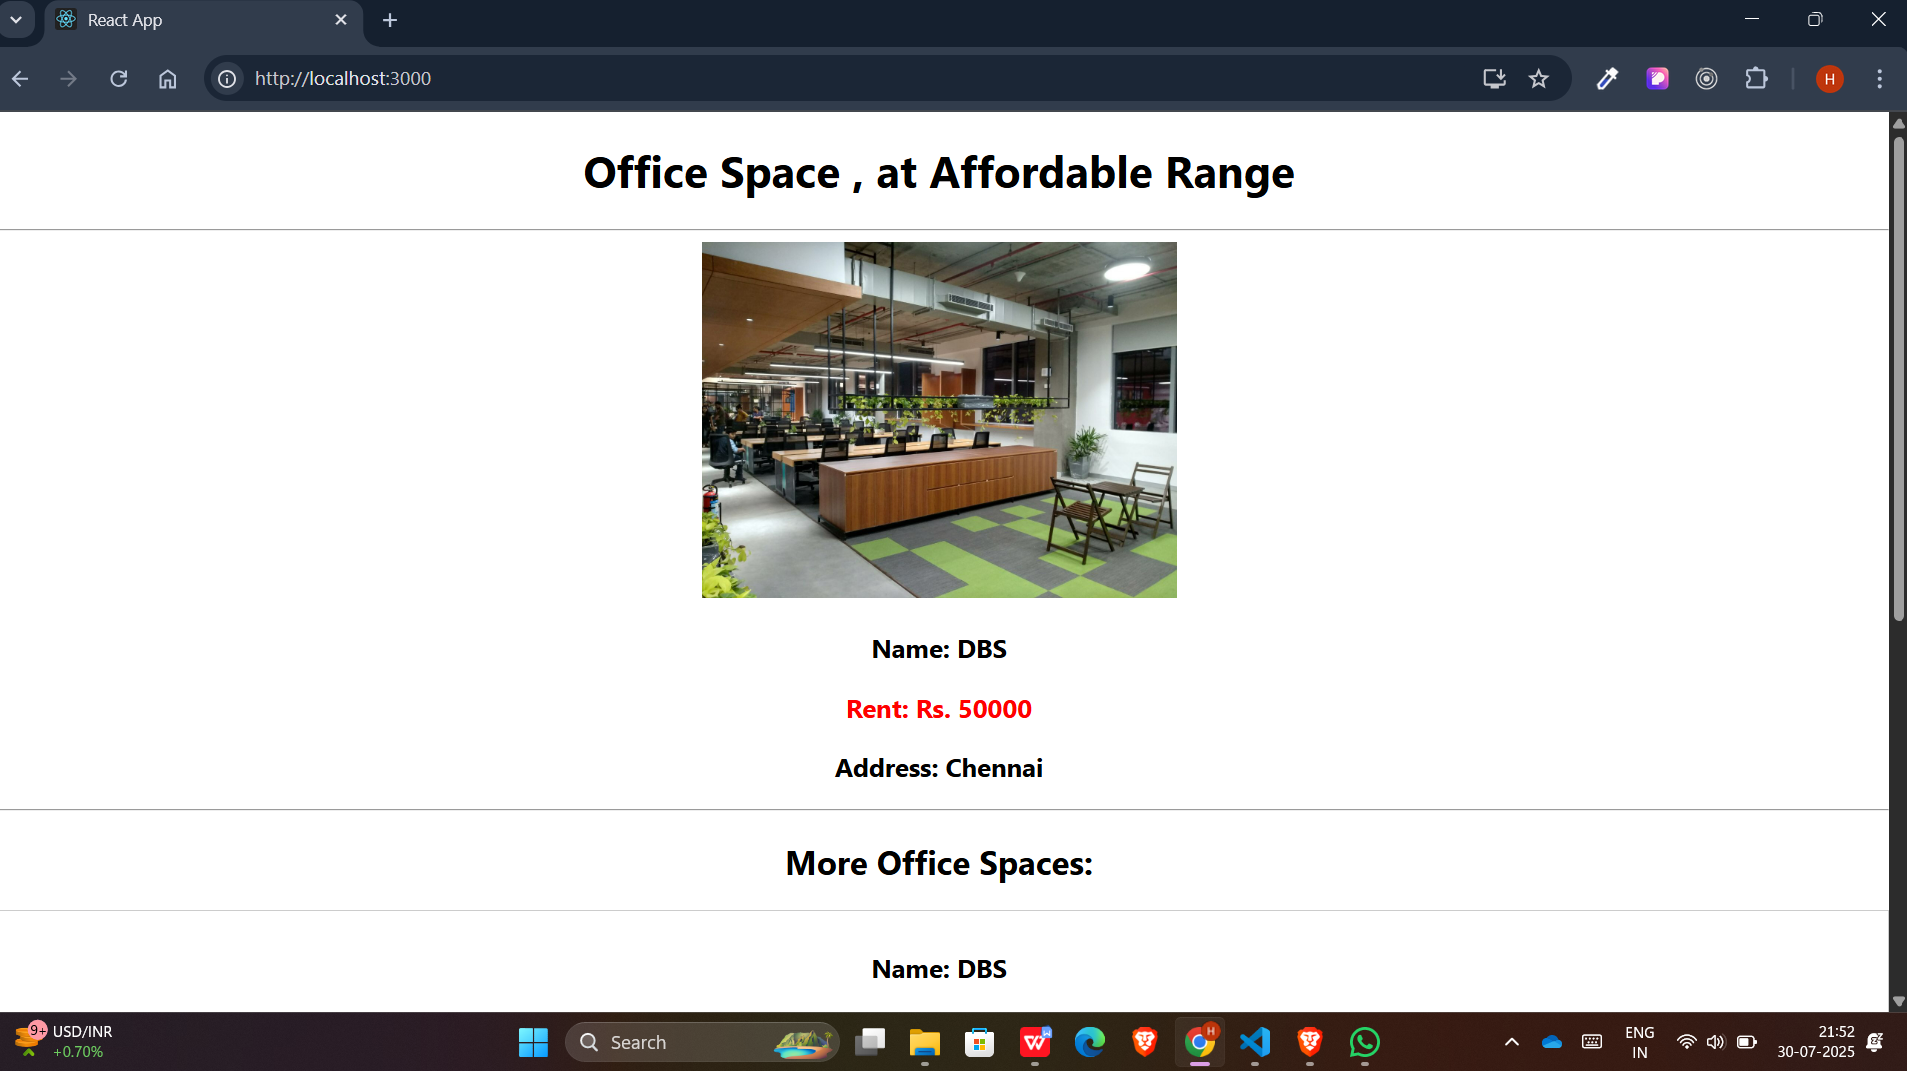 React App
http://localhost:3000
H
Office Space , at Affordable Range
Name: DBS
Rent: Rs. 50000
Address: Chennai
More Office Spaces:
Name: DBS
9+
USD/INR
+0.70%
Search
H
ENG
IN
21:52
30-07-2025